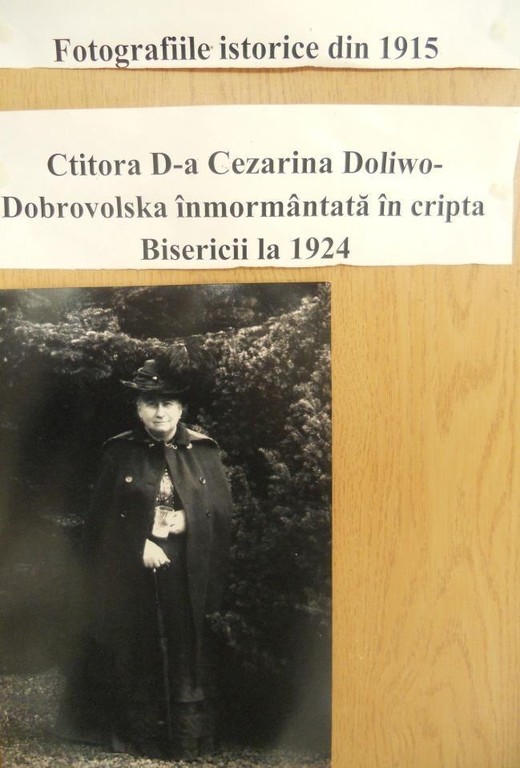 Fotografiile istorice din 1915
Ctitora D-a Cezarina Doliwo-
Dobrovolska înmormântată în cripta
Bisericii la 1924